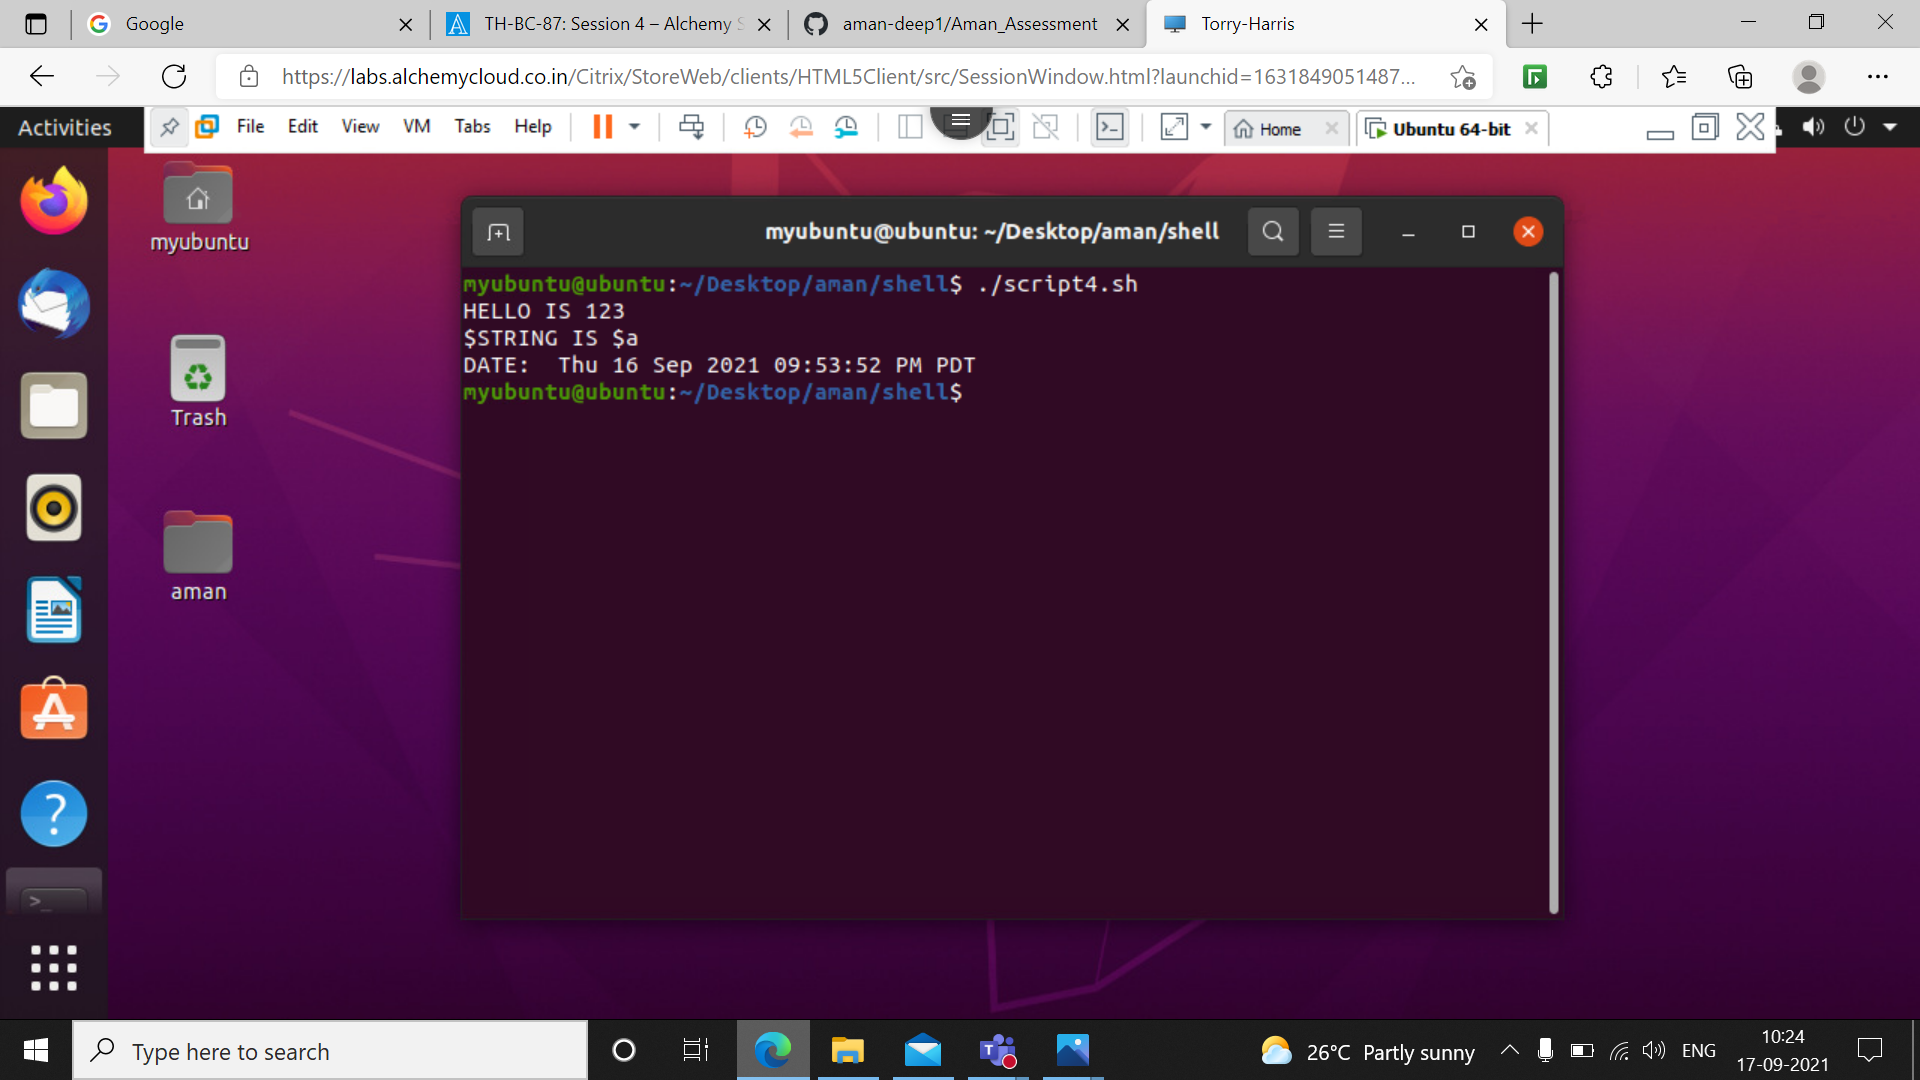 Google
TH-BC-87: Session 4 – Alchemy S
aman-deep1/Aman_Assessment
Torry-Harris
https://labs.alchemycloud.co.in/Citrix/StoreWeb/clients/HTML5Client/src/SessionWindow.html?launchid=1631849051487...
Activities
File Edit View VM Tabs Help
Home
Ubuntu 64-bit
myubuntu
Trash
aman
myubuntu@ubuntu: ~/Desktop/aman/shell
myubuntu@ubuntu:~/Desktop/aman/shell$ ./script4.sh
HELLO IS 123
$STRING IS $a
DATE:  Thu 16 Sep 2021 09:53:52 PM PDT
myubuntu@ubuntu:~/Desktop/aman/shell$
Type here to search
26°C Partly sunny
ENG
10:24
17-09-2021